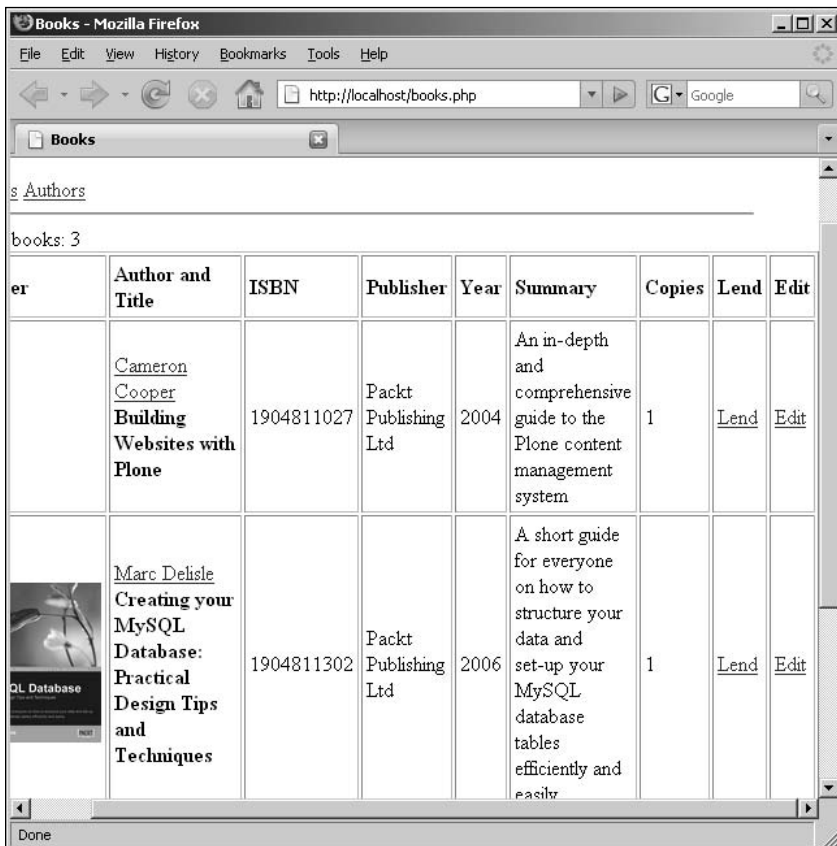 Books - Mozilla Firefox
File Edit View History Bookmarks Tools Help
http://localhost/books.php
G Google
Books
s Authors
books: 3
er
Author and
Title
ISBN
Publisher
Year
Summary
Copies
Lend
Edit
Cameron
Cooper
Building
Websites with
Plone
1904811027
Packt
Publishing
Ltd
2004
An in-depth
and
comprehensive
guide to the
Plone content
management
system
1
Lend
Edit
QL Database
Marc Delisle
Creating your
MySQL
Database:
Practical
Design Tips
and
Techniques
1904811302
Packt
Publishing
Ltd
2006
A short guide
for everyone
on how to
structure your
data and
set-up your
MySQL
database
tables
efficiently and
easily
1
Lend
Edit
Done